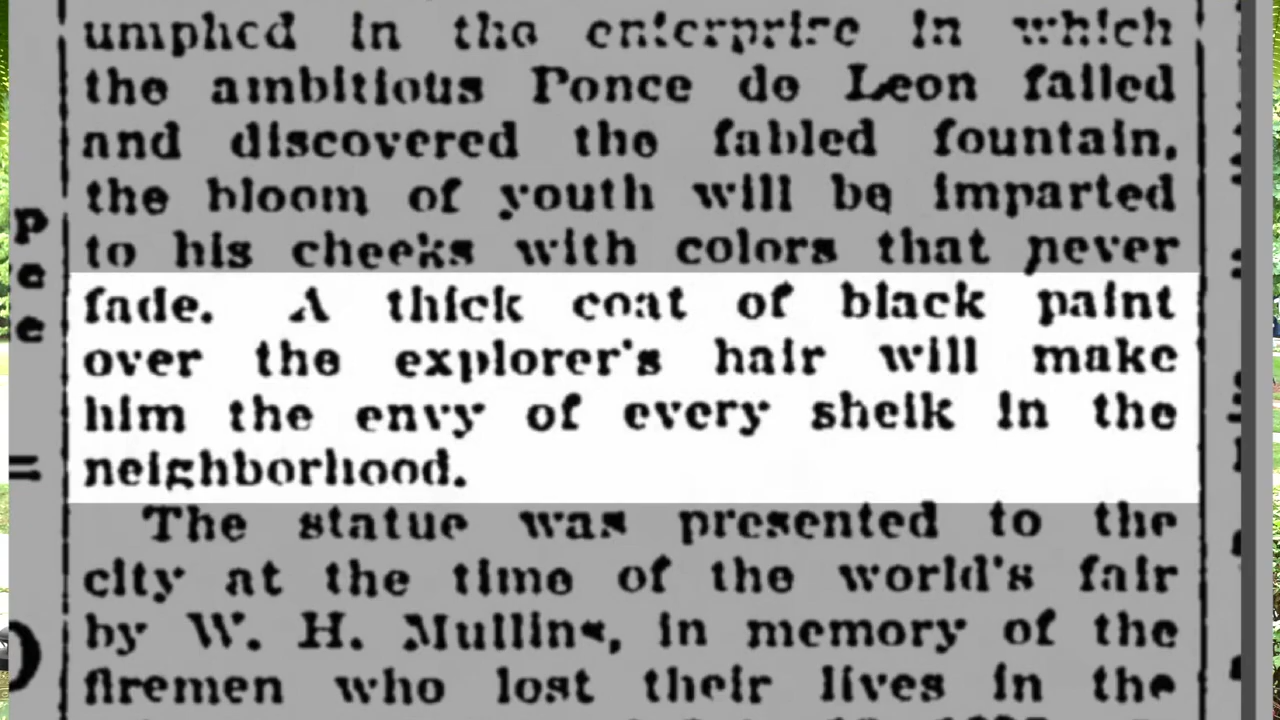 umphed in the enterprise in which
the ambitious Ponce de Leon failed
and discovered the fabled fountain,
the bloom of youth will be imparted
to his cheeks with colors that never
fade. A thick coat of black paint
over the explorer's hair will make
him the envy of every sheik in the
neighborhood.
The statue was presented to the
city at the time of the world's fair
by W. H. Mullins, in memory of the
firemen who lost their lives in the